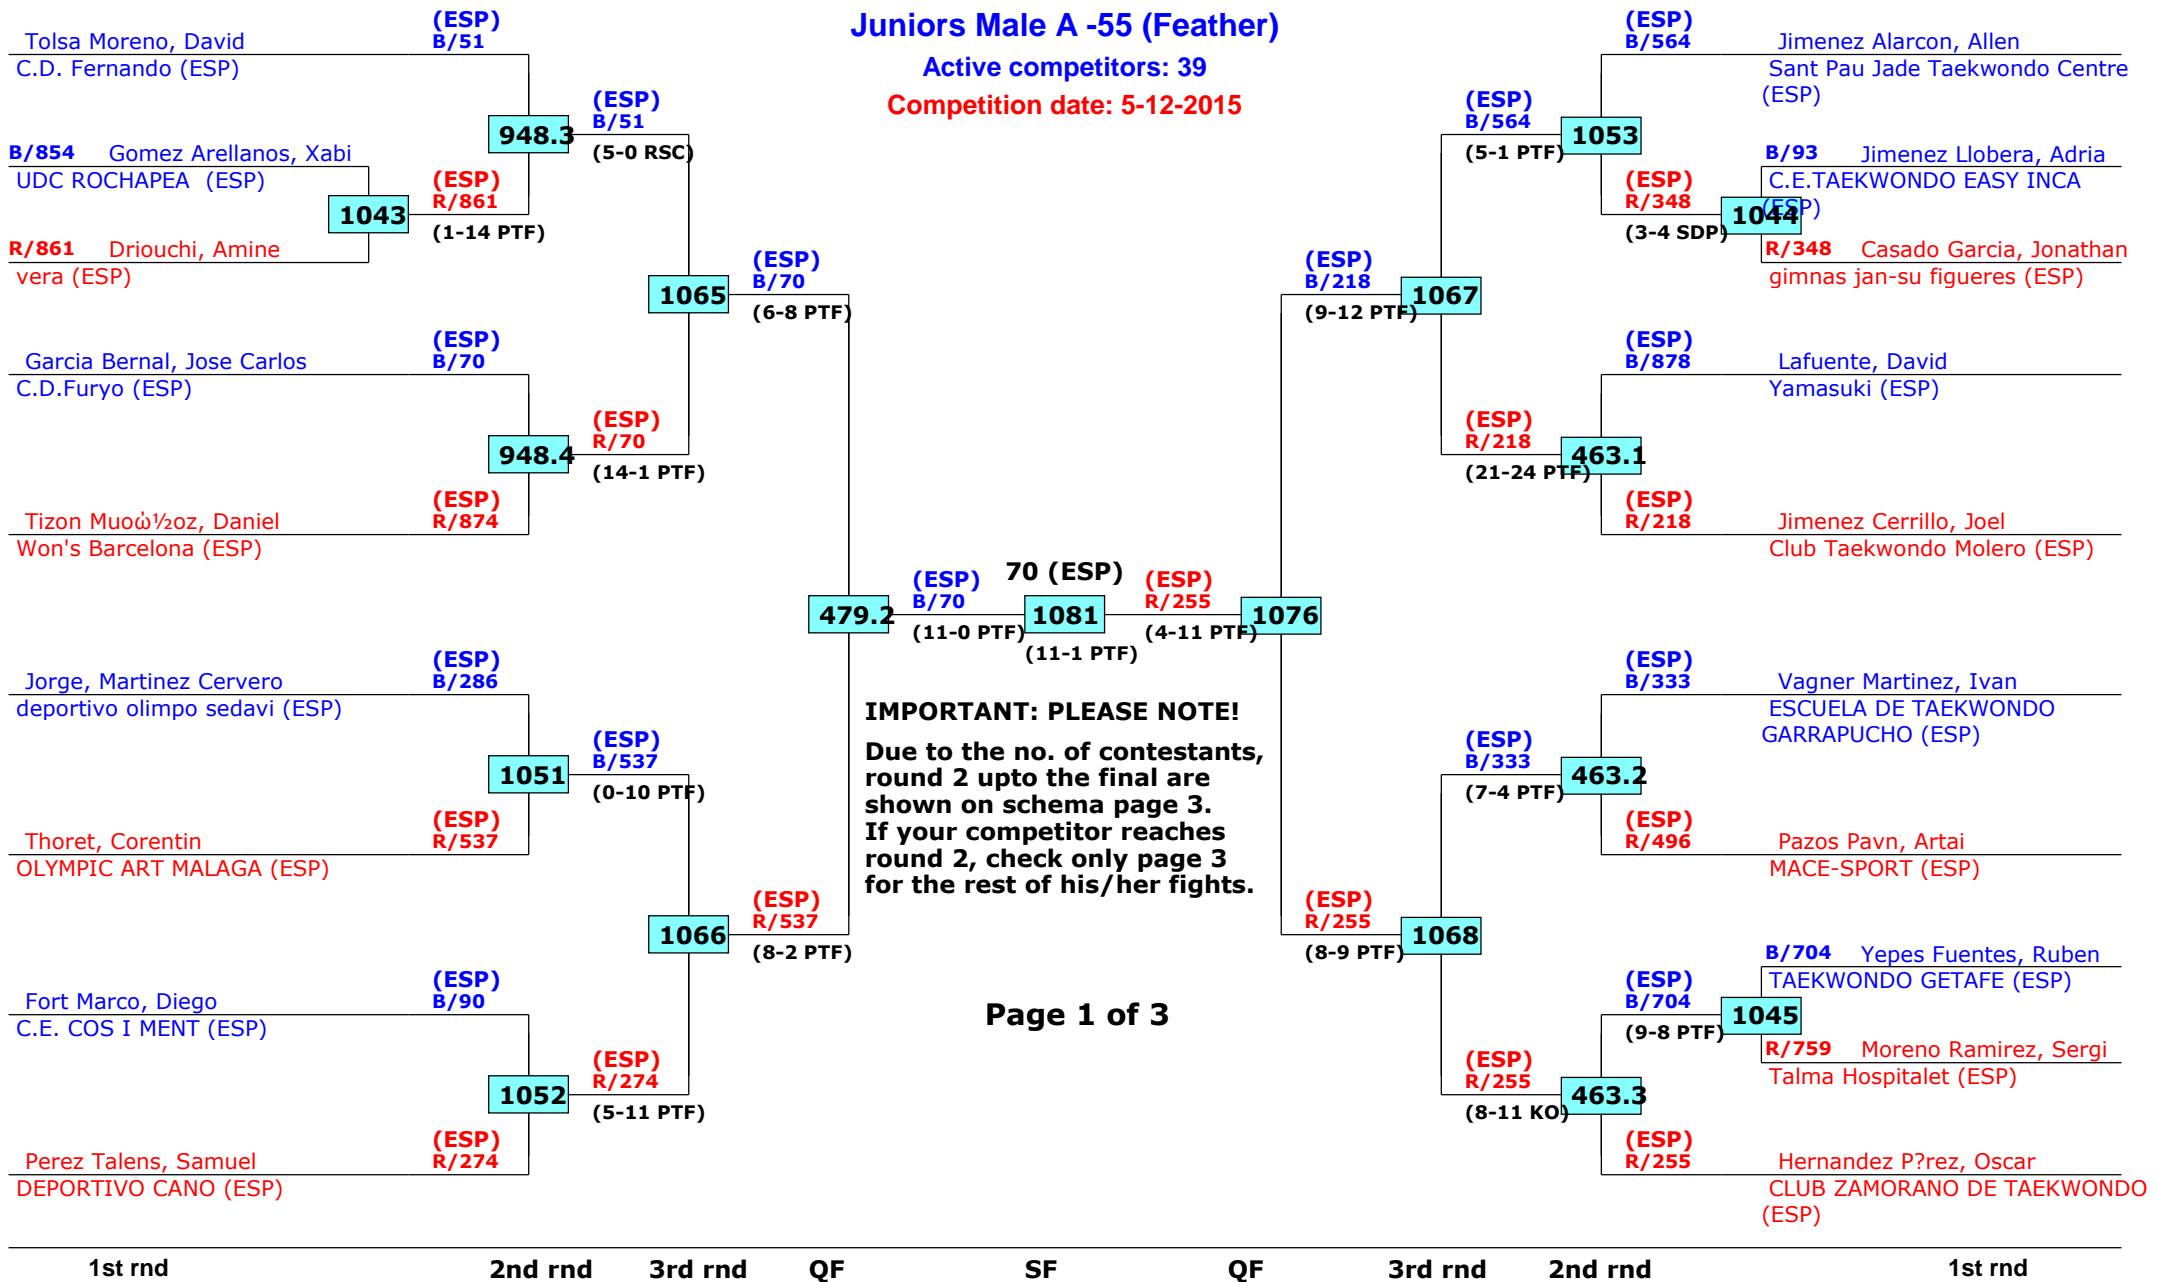 Juniors Male A -55 (Feather)
Active competitors: 39
Competition date: 5-12-2015
Tolsa Moreno, David
C.D. Fernando (ESP)
(ESP)
B/51
B/854 Gomez Arellanos, Xabi
UDC ROCHAPEA (ESP)
R/861 Driouchi, Amine
vera (ESP)
1043
(ESP)
R/861
(1-14 PTF)
948.3
(ESP)
B/51
(5-0 RSC)
Garcia Bernal, Jose Carlos
C.D.Furyo (ESP)
(ESP)
B/70
Tizon Muoώ½oz, Daniel
Won's Barcelona (ESP)
(ESP)
R/874
948.4
(ESP)
R/70
(14-1 PTF)
1065
(ESP)
B/70
(6-8 PTF)
Jorge, Martinez Cervero
deportivo olimpo sedavi (ESP)
(ESP)
B/286
Thoret, Corentin
OLYMPIC ART MALAGA (ESP)
(ESP)
R/537
1051
(ESP)
B/537
(0-10 PTF)
Fort Marco, Diego
C.E. COS I MENT (ESP)
(ESP)
B/90
Perez Talens, Samuel
DEPORTIVO CANO (ESP)
(ESP)
R/274
1052
(ESP)
R/274
(5-11 PTF)
1066
(ESP)
R/537
(8-2 PTF)
479.2
(ESP)
B/70
(11-0 PTF)
70 (ESP)
1081
(11-1 PTF)
(ESP)
R/255
(4-11 PTF)
1076
IMPORTANT: PLEASE NOTE!
Due to the no. of contestants,
round 2 upto the final are
shown on schema page 3.
If your competitor reaches
round 2, check only page 3
for the rest of his/her fights.
Page 1 of 3
(ESP)
B/218
(9-12 PTF)
1067
(ESP)
B/564
(5-1 PTF)
1053
(ESP)
B/564
Jimenez Alarcon, Allen
Sant Pau Jade Taekwondo Centre
(ESP)
(ESP)
R/348
(3-4 SDP)
1044
B/93 Jimenez Llobera, Adria
C.E.TAEKWONDO EASY INCA
(ESP)
R/348 Casado Garcia, Jonathan
gimnas jan-su figueres (ESP)
(ESP)
R/218
(21-24 PTF)
463.1
(ESP)
B/878
Lafuente, David
Yamasuki (ESP)
(ESP)
R/218
Jimenez Cerrillo, Joel
Club Taekwondo Molero (ESP)
(ESP)
R/255
(8-9 PTF)
1068
(ESP)
B/333
(7-4 PTF)
463.2
(ESP)
B/333
Vagner Martinez, Ivan
ESCUELA DE TAEKWONDO
GARRAPUCHO (ESP)
(ESP)
R/496
Pazos Pavn, Artai
MACE-SPORT (ESP)
(ESP)
R/255
(8-11 KO)
463.3
(ESP)
B/704
(9-8 PTF)
1045
B/704 Yepes Fuentes, Ruben
TAEKWONDO GETAFE (ESP)
R/759 Moreno Ramirez, Sergi
Talma Hospitalet (ESP)
(ESP)
R/255
Hernandez P?rez, Oscar
CLUB ZAMORANO DE TAEKWONDO
(ESP)
1st rnd 2nd rnd 3rd rnd QF SF QF 3rd rnd 2nd rnd 1st rnd